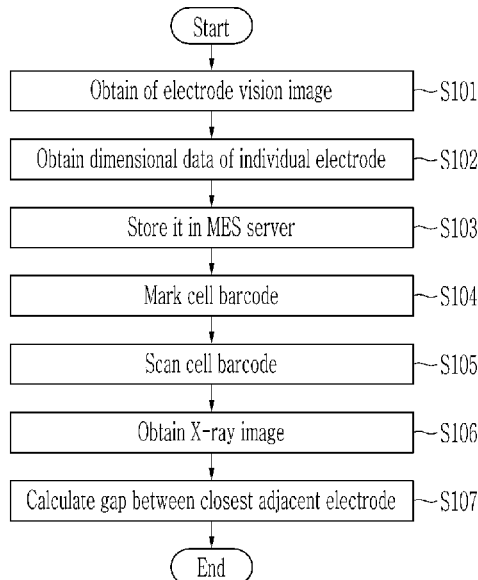 Start
Obtain of electrode vision image
S101
Obtain dimensional data of individual electrode
S102
Store it in MES server
S103
Mark cell barcode
S104
Scan cell barcode
S105
Obtain X-ray image
S106
Calculate gap between closest adjacent electrode
S107
End